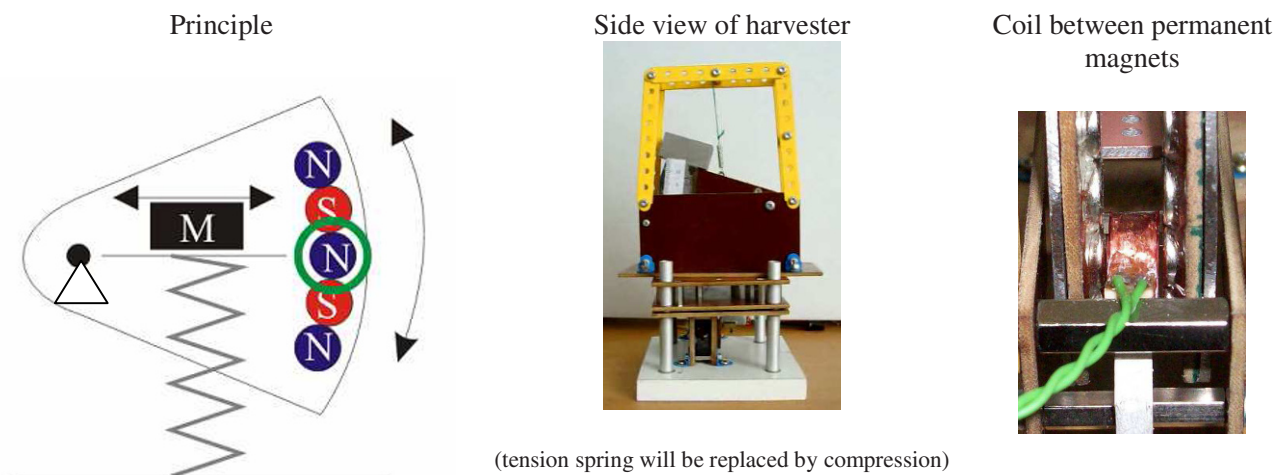 Principle
Side view of harvester
Coil between permanent
magnets
N
S
M
N
S
N
(tension spring will be replaced by compression)